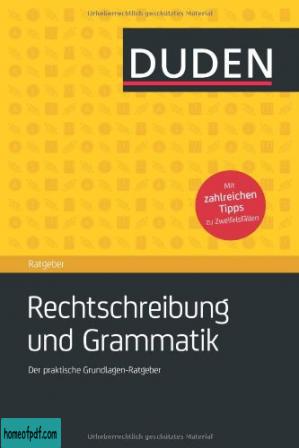 Urheberrechtlich geschütztes Material
DUDEN
Mit
zahlreichen
Tipps
zu Zweifelsfällen
Ratgeber
Rechtschreibung
und Grammatik
Der praktische Grundlagen-Ratgeber
homeofpdf.com
Urheberrechtlich geschütztes Material